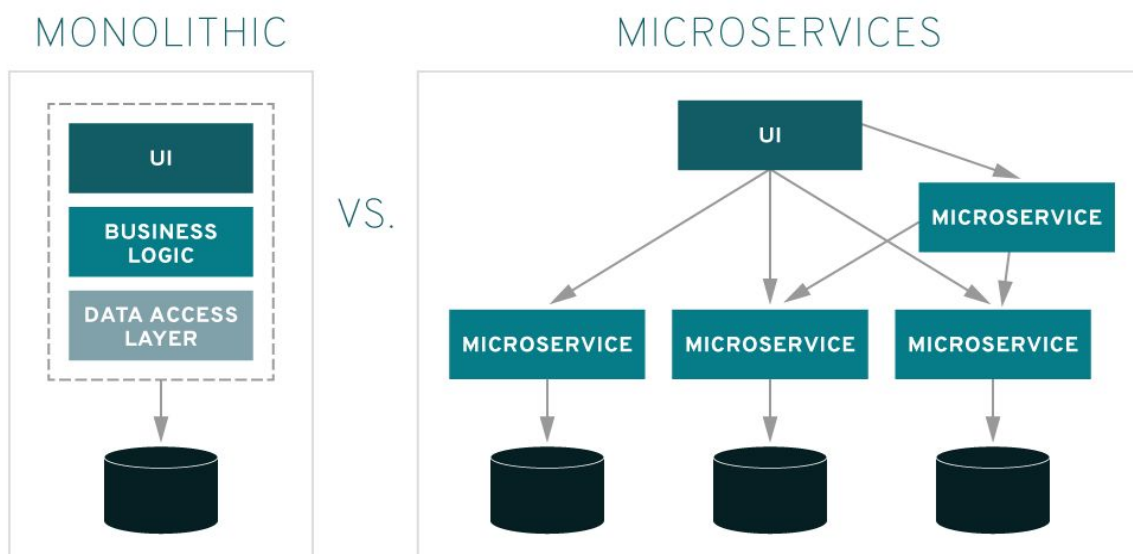 MONOLITHIC
UI
BUSINESS
LOGIC
DATA ACCESS
LAYER
VS.
MICROSERVICES
UI
MICROSERVICE
MICROSERVICE
MICROSERVICE
MICROSERVICE